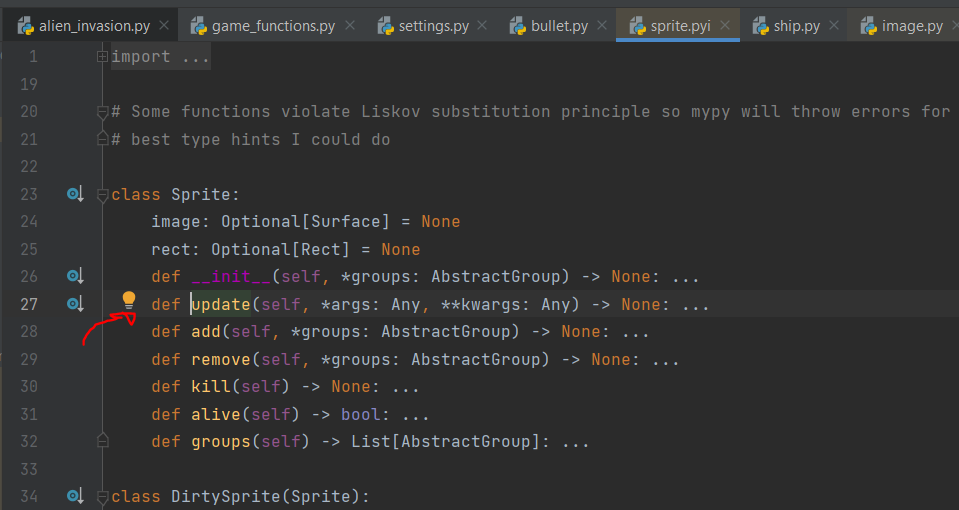 alien_invasion.py game_functions.py settings.py bullet.py sprite.pyi ship.py image.py
1 import ...
19
20 # Some functions violate Liskov substitution principle so mypy will throw errors for
21 # best type hints I could do
22
23 class Sprite:
24 image: Optional[Surface] = None
25 rect: Optional[Rect] = None
26 def __init__(self, *groups: AbstractGroup) -> None: ...
27 def update(self, *args: Any, **kwargs: Any) -> None: ...
28 def add(self, *groups: AbstractGroup) -> None: ...
29 def remove(self, *groups: AbstractGroup) -> None: ...
30 def kill(self) -> None: ...
31 def alive(self) -> bool: ...
32 def groups(self) -> List[AbstractGroup]: ...
33
34 class DirtySprite(Sprite):